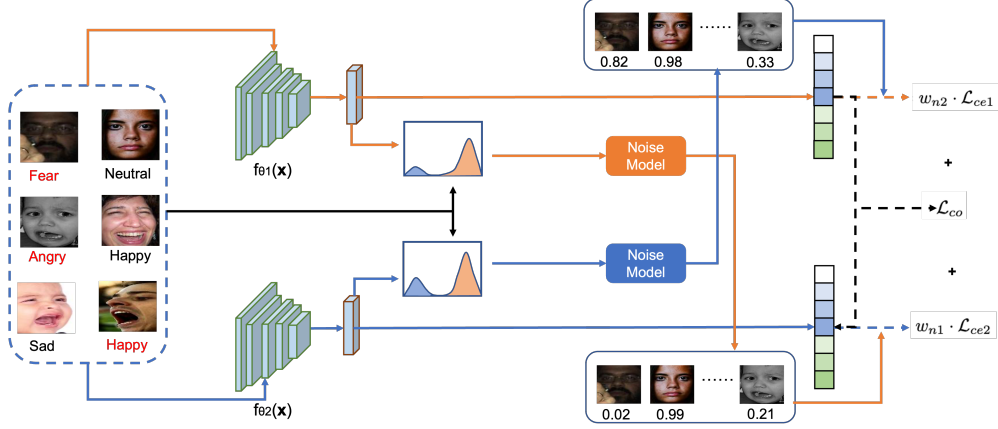 Fear
Neutral
Angry
Happy
Sad
Happy
fθ1(x)
fθ2(x)
Noise
Model
Noise
Model
0.82 0.98 ...... 0.33
0.02 0.99 ...... 0.21
w_{n2} · L_{ce1}
+
L_{co}
+
w_{n1} · L_{ce2}